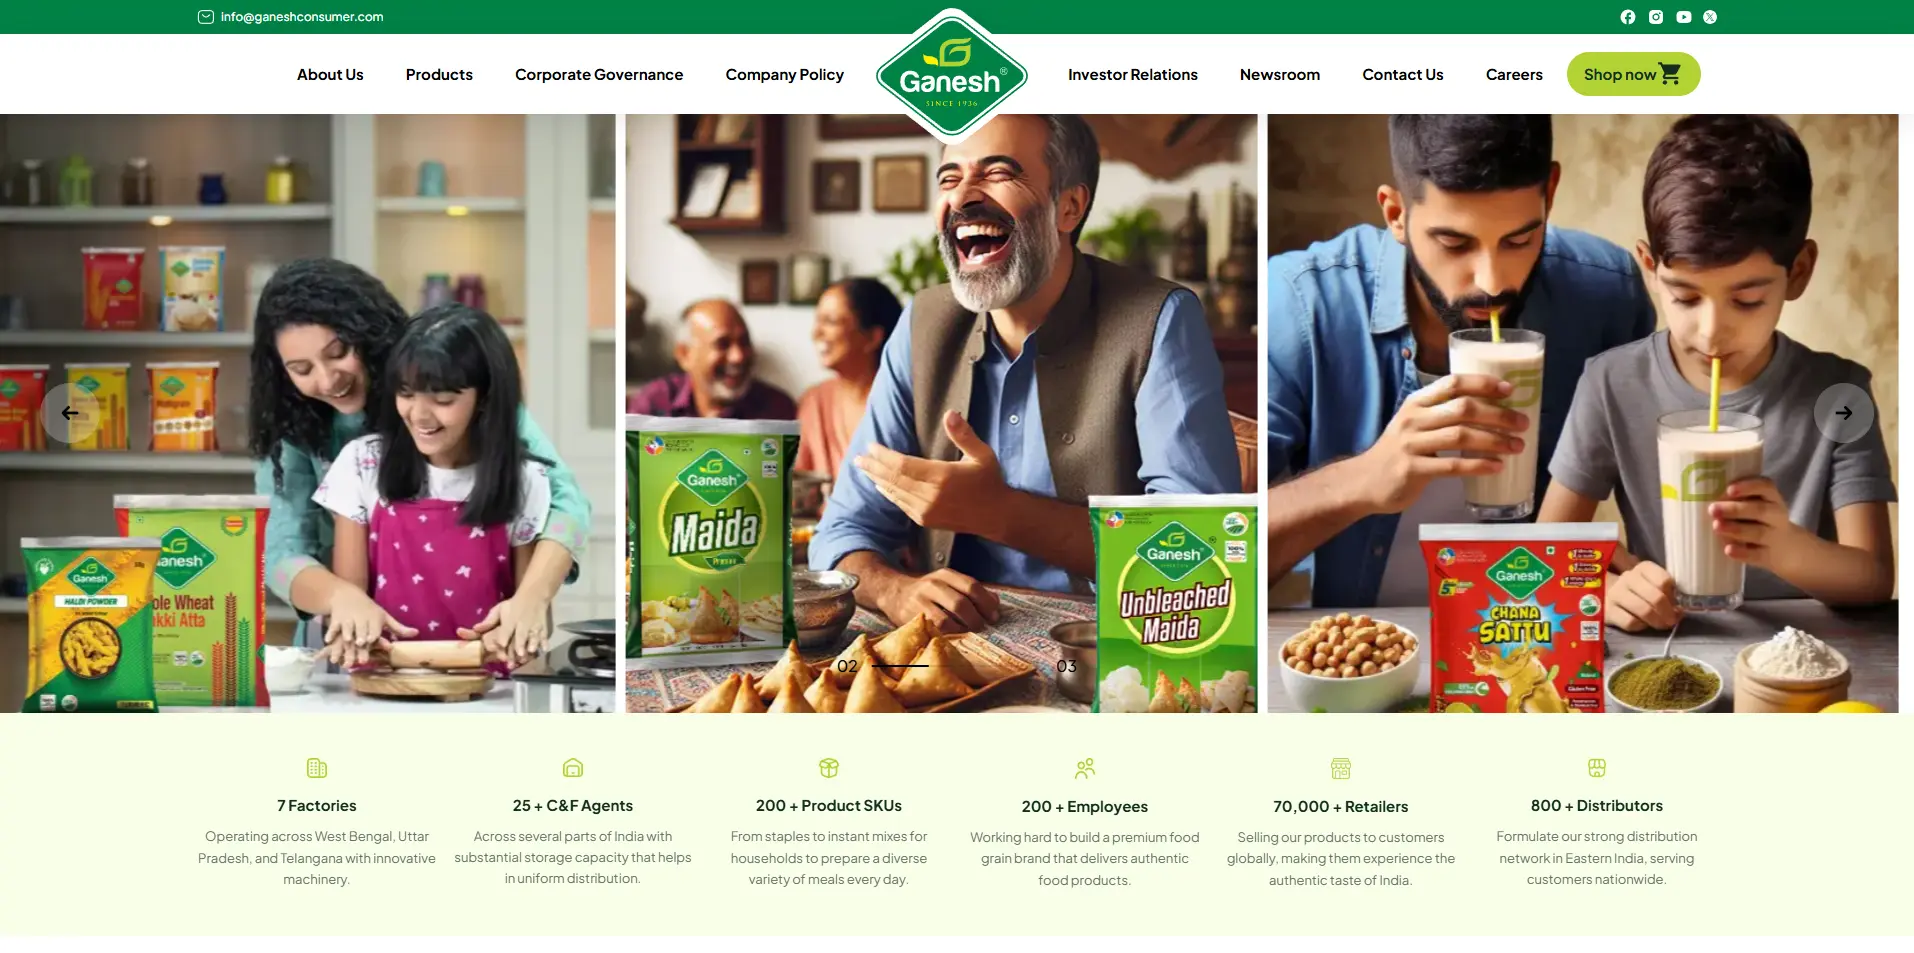 info@ganeshconsumer.com
About Us
Products
Corporate Governance
Company Policy
Ganesh®
SINCE 1936
Investor Relations
Newsroom
Contact Us
Careers
Shop now
Ganesh
HALDI POWDER
Ganesh
ole Wheat
akki Atta
Ganesh
Maida
Ganesh
Unbleached
Maida
100%
02
03
Ganesh
CHANA
SATTU
7 Factories
Operating across West Bengal, Uttar
Pradesh, and Telangana with innovative
machinery.
25 + C&F Agents
Across several parts of India with
substantial storage capacity that helps
in uniform distribution.
200 + Product SKUs
From staples to instant mixes for
households to prepare a diverse
variety of meals every day.
200 + Employees
Working hard to build a premium food
grain brand that delivers authentic
food products.
70,000 + Retailers
Selling our products to customers
globally, making them experience the
authentic taste of India.
800 + Distributors
Formulate our strong distribution
network in Eastern India, serving
customers nationwide.